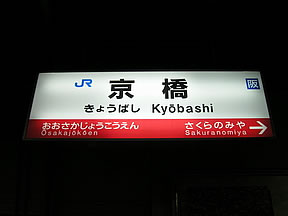 JR 京橋 阪
きょうばし Kyōbashi
おおさかじょうこうえん さくらのみや
Osakajōkōen Sakuranomiya